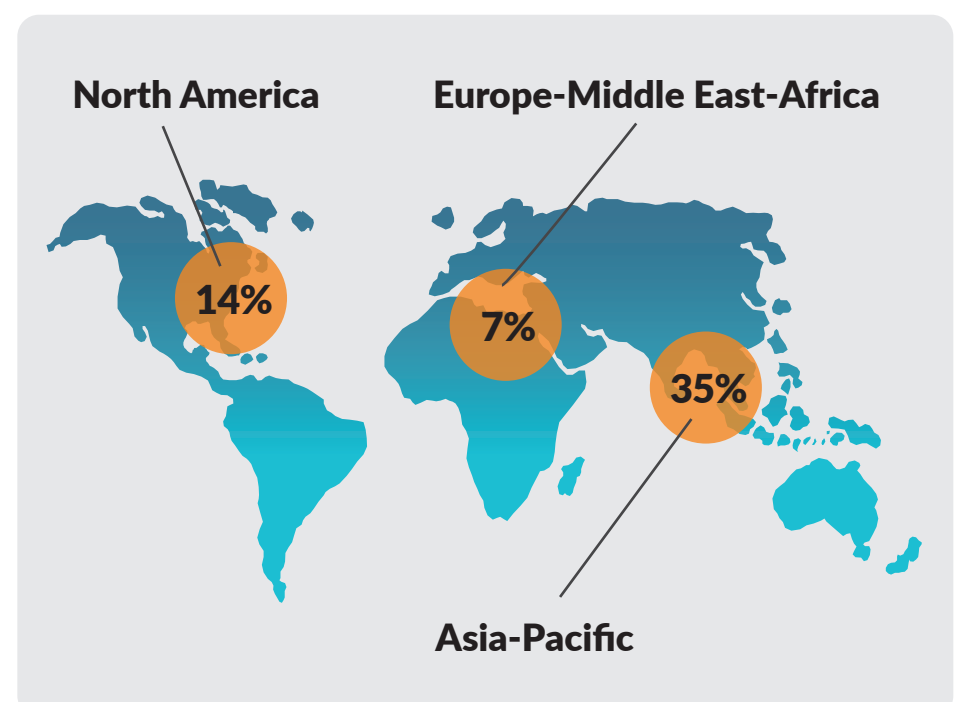 North America
Europe-Middle East-Africa
14%
7%
35%
Asia-Pacific